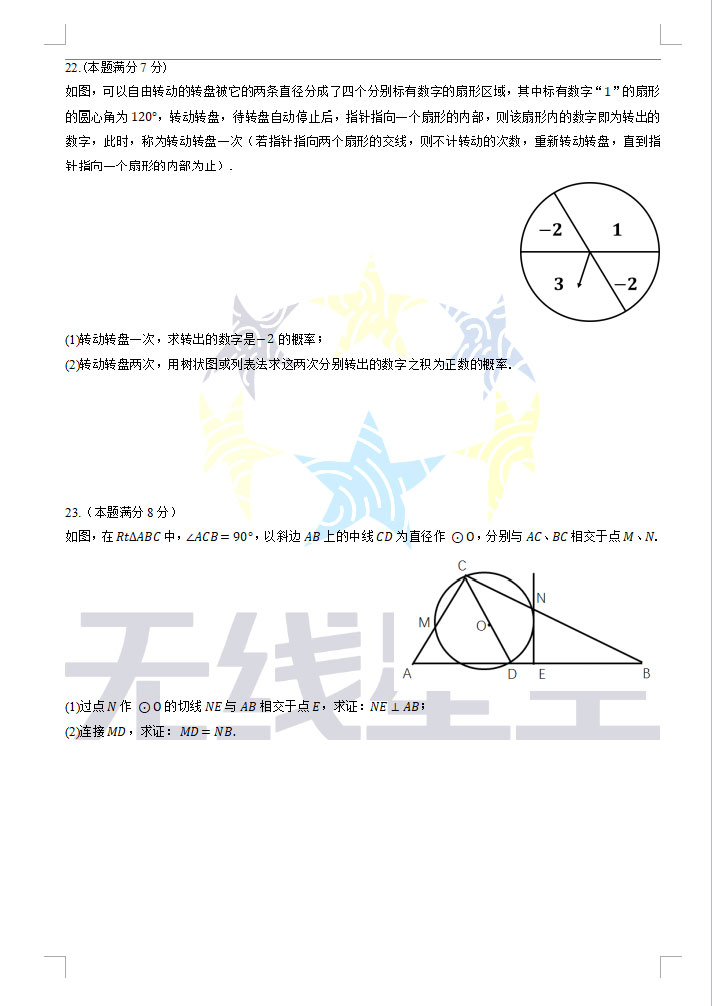 22.(本题满分 7 分)
如图，可以自由转动的转盘被它的两条直径分成了四个分别标有数字的扇形区域，其中标有数字“1”的扇形
的圆心角为 120°，转动转盘，待转盘自动停止后，指针指向一个扇形的内部，则该扇形内的数字即为转出的
数字，此时，称为转动转盘一次（若指针指向两个扇形的交线，则不计转动的次数，重新转动转盘，直到指
针指向一个扇形的内部为止）.
−2 1
3 −2
(1)转动转盘一次，求转出的数字是−2 的概率；
(2)转动转盘两次，用树状图或列表法求这两次分别转出的数字之积为正数的概率.
23.（本题满分 8 分）
如图，在 Rt∆ABC 中，∠ACB = 90°，以斜边 AB 上的中线 CD 为直径作 ⊙O，分别与 AC、BC 相交于点 M、N.
C
N
M
O
A D E B
(1)过点 N 作 ⊙O 的切线 NE 与 AB 相交于点 E，求证：NE ⊥ AB；
(2)连接 MD，求证：MD = NB.
无线星空